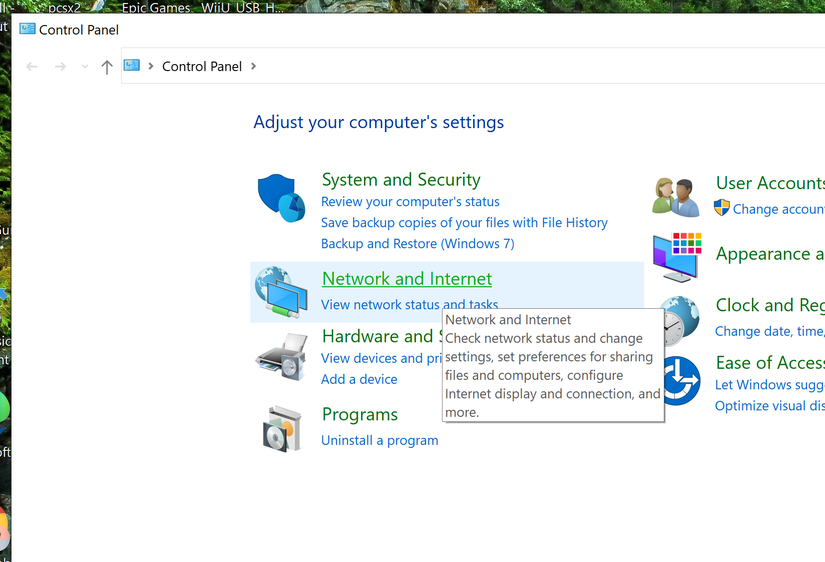 pcsx2
Epic Games
WiiU USB H...
Control Panel
Control Panel
Adjust your computer's settings
System and Security
Review your computer's status
Save backup copies of your files with File History
Backup and Restore (Windows 7)
Network and Internet
View network status and tasks
Network and Internet
Check network status and change
settings, set preferences for sharing
files and computers, configure
Internet display and connection, and
more.
Hardware and S
View devices and pri
Add a device
Programs
Uninstall a program
User Accounts
Change accoun
Appearance a
Clock and Reg
Change date, time,
Ease of Access
Let Windows sugg
Optimize visual dis